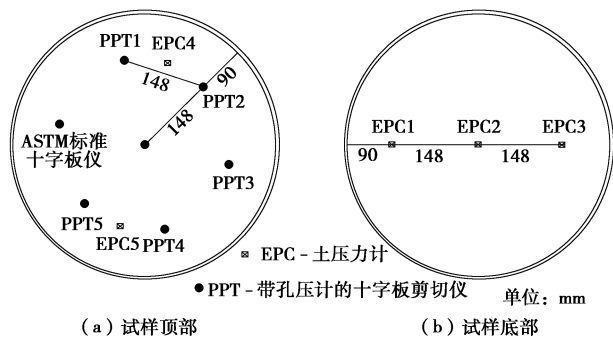 PPT1 EPC4
148
90
PPT2
148
ASTM标准
十字板仪
PPT3
PPT5
EPC5 PPT4
EPC1 EPC2 EPC3
90 148 148
EPC-土压力计
PPT-带孔压计的十字板剪切仪
单位：mm
（a）试样顶部
（b）试样底部